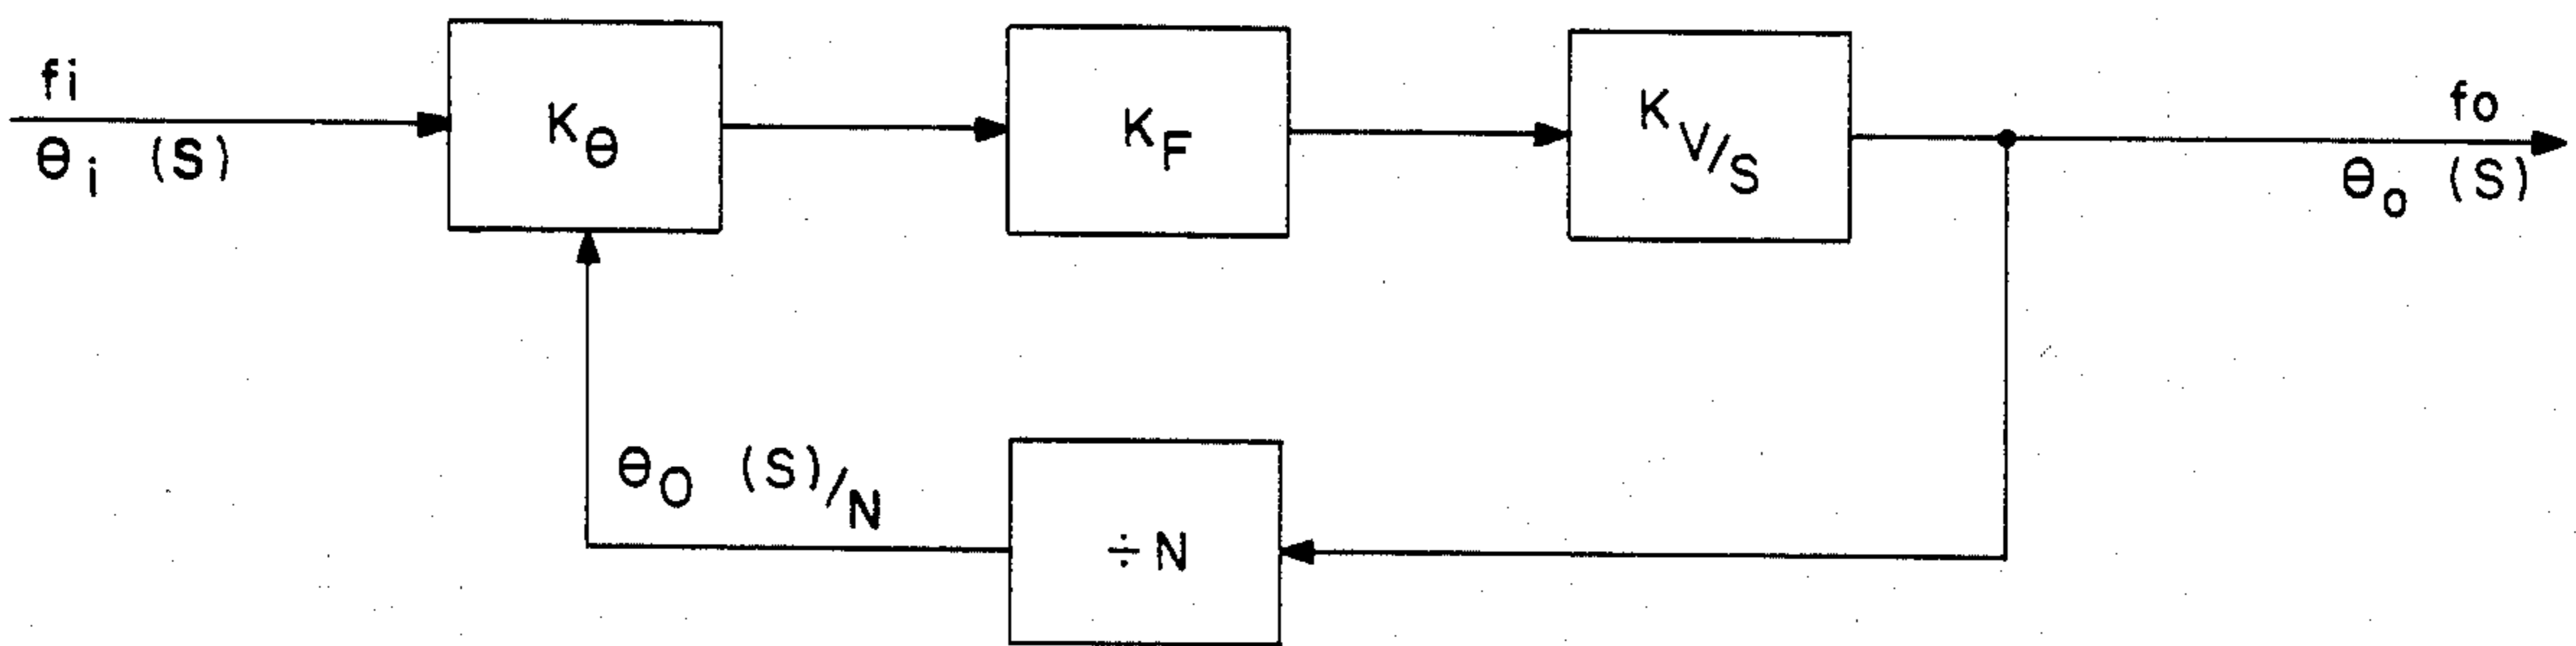 fi
θi (S)
Kθ
KF
KV/S
fo
θo (S)
θO (S)/N
÷N